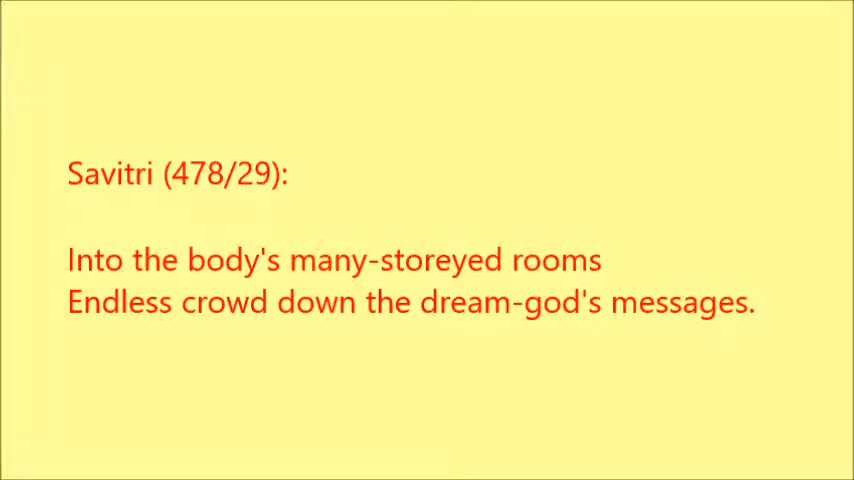 Savitri (478/29):
Into the body's many-storeyed rooms
Endless crowd down the dream-god's messages.